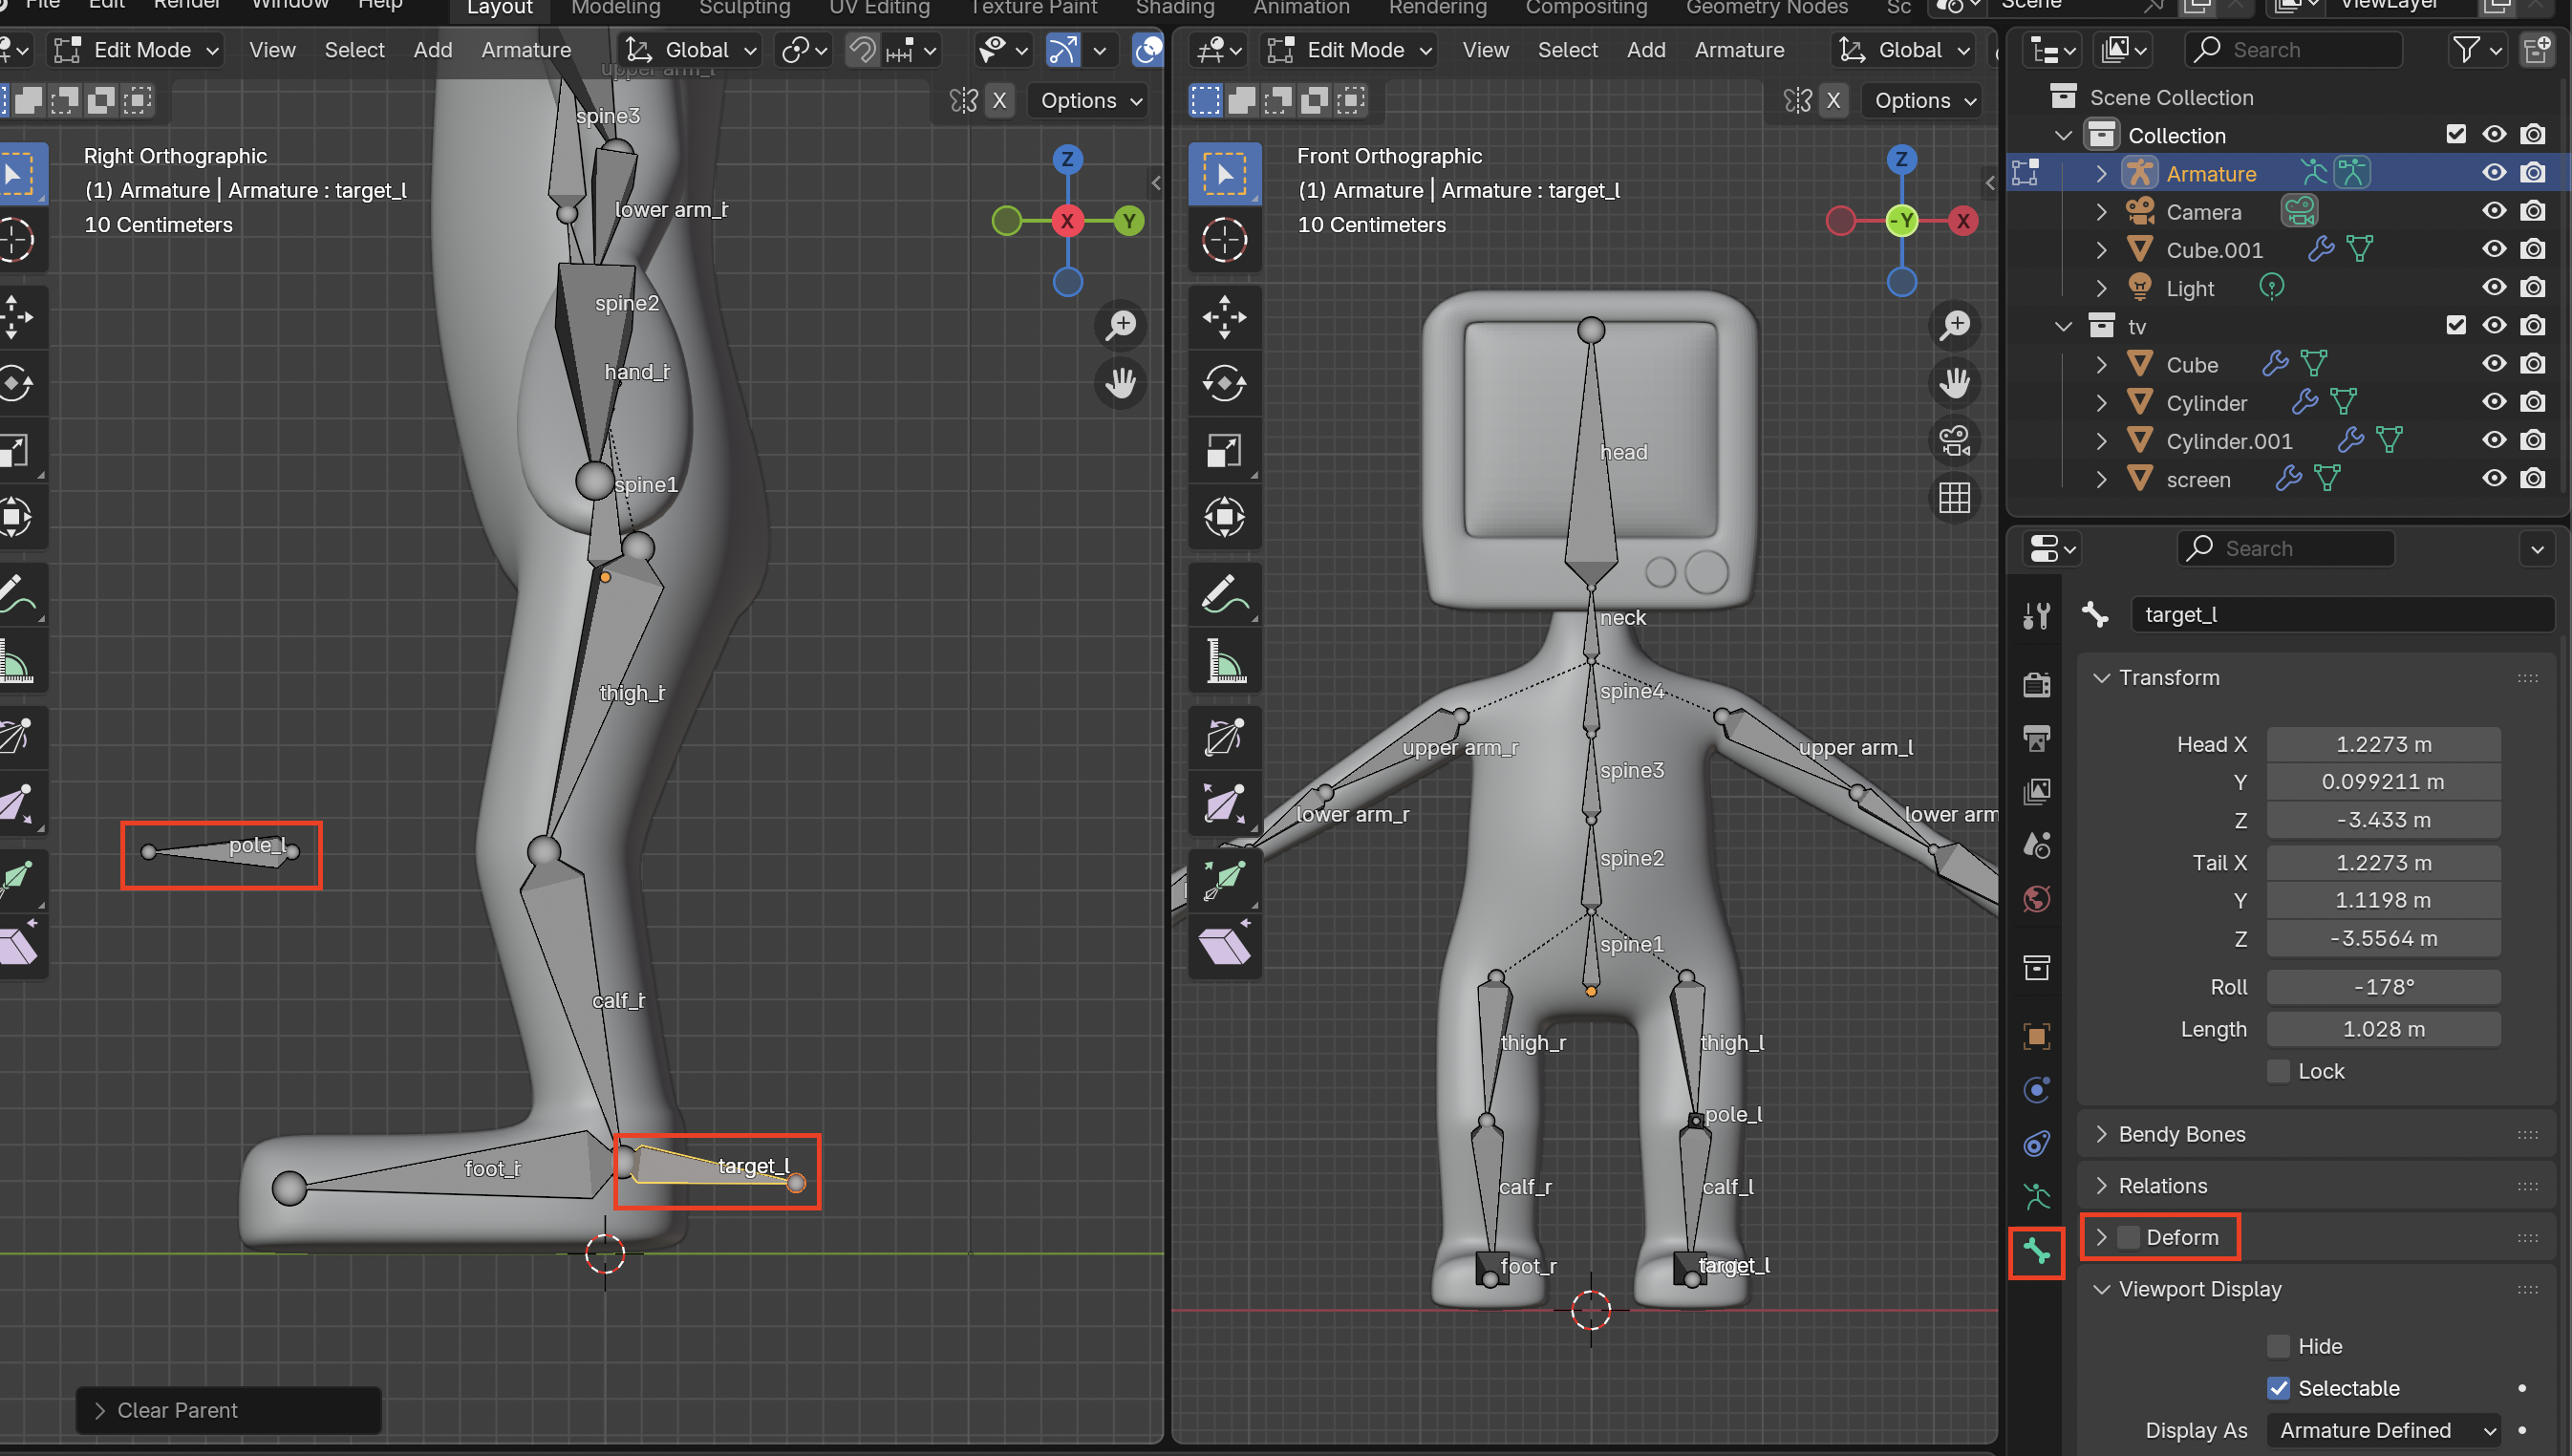 File Edit Render Window Help Layout Modeling Sculpting UV Editing Texture Paint Shading Animation Rendering Compositing Geometry Nodes Sc Scene ViewLayer
Edit Mode View Select Add Armature Global
X Options
Right Orthographic
(1) Armature | Armature : target_l
10 Centimeters
Z
X
Y
upper arm_l
spine3
lower arm_r
spine2
hand_r
spine1
thigh_r
pole_l
calf_r
foot_r
target_l
Clear Parent
Edit Mode View Select Add Armature Global
X Options
Front Orthographic
(1) Armature | Armature : target_l
10 Centimeters
Z
-Y
X
head
neck
spine4
upper arm_r
upper arm_l
spine3
lower arm_r
lower arm
spine2
spine1
thigh_r
thigh_l
pole_l
calf_r
calf_l
foot_r
target_l
Search
Scene Collection
Collection
Armature
Camera
Cube.001
Light
tv
Cube
Cylinder
Cylinder.001
screen
Search
target_l
Transform
Head X 1.2273 m
Y 0.099211 m
Z -3.433 m
Tail X 1.2273 m
Y 1.1198 m
Z -3.5564 m
Roll -178°
Length 1.028 m
Lock
Bendy Bones
Relations
Deform
Viewport Display
Hide
Selectable
Display As Armature Defined